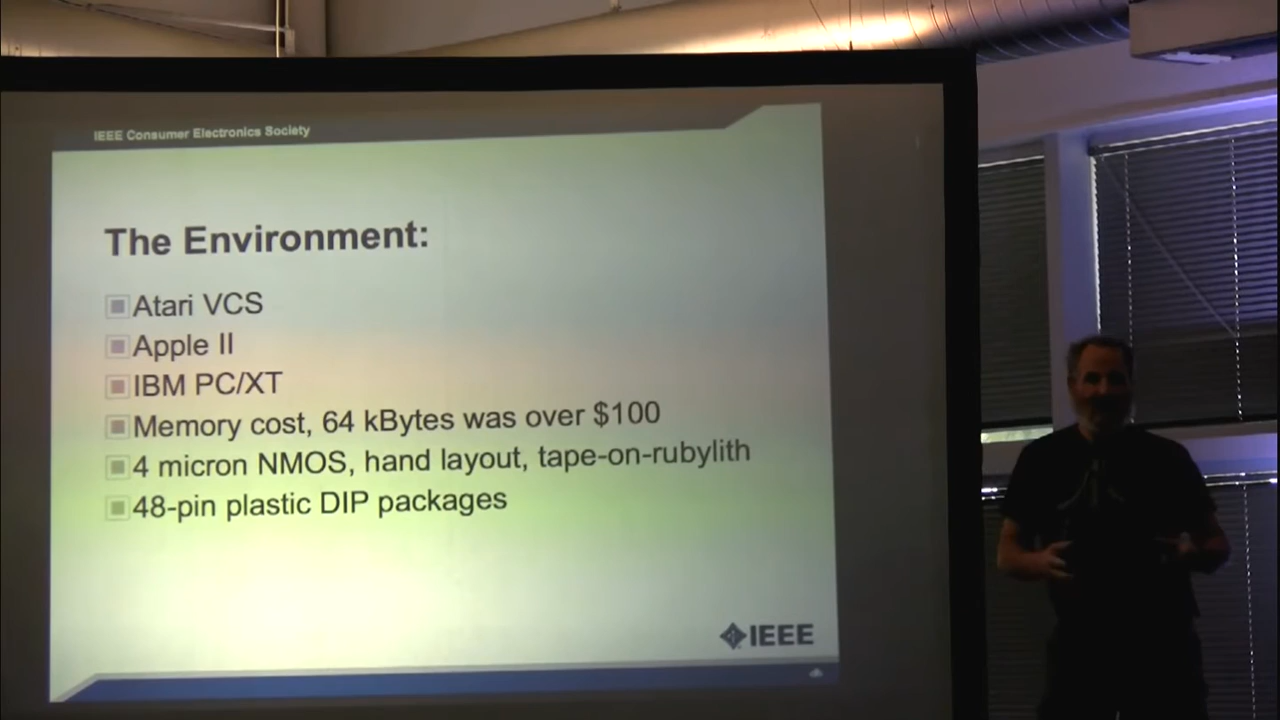 IEEE Consumer Electronics Society
The Environment:
Atari VCS
Apple II
IBM PC/XT
Memory cost, 64 kBytes was over $100
4 micron NMOS, hand layout, tape-on-rubylith
48-pin plastic DIP packages
IEEE